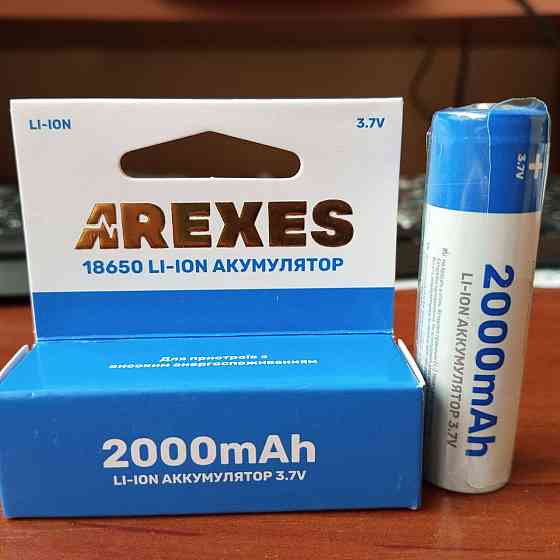 LI-ION
3.7V
AREXES
18650 LI-ION АКУМУЛЯТОР
Для пристроїв з
високим енергоспоживанням
2000mAh
LI-ION АККУМУЛЯТОР 3.7V
+
3.7V
2000mAh
LI-ION АККУМУЛЯТОР 3.7V